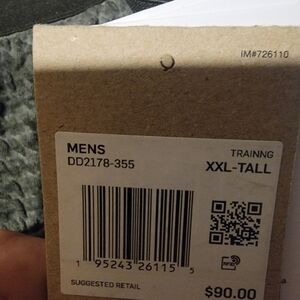 IM#726110
MENS
DD2178-355
TRAINNG
XXL-TALL
1 95243 26115 5
SUGGESTED RETAIL
$90.00